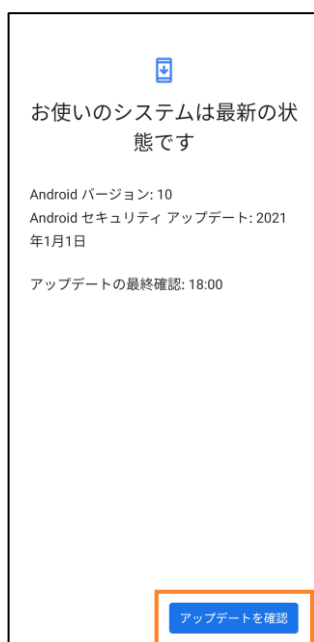 お使いのシステムは最新の状
態です
Android バージョン: 10
Android セキュリティ アップデート: 2021
年1月1日
アップデートの最終確認: 18:00
アップデートを確認